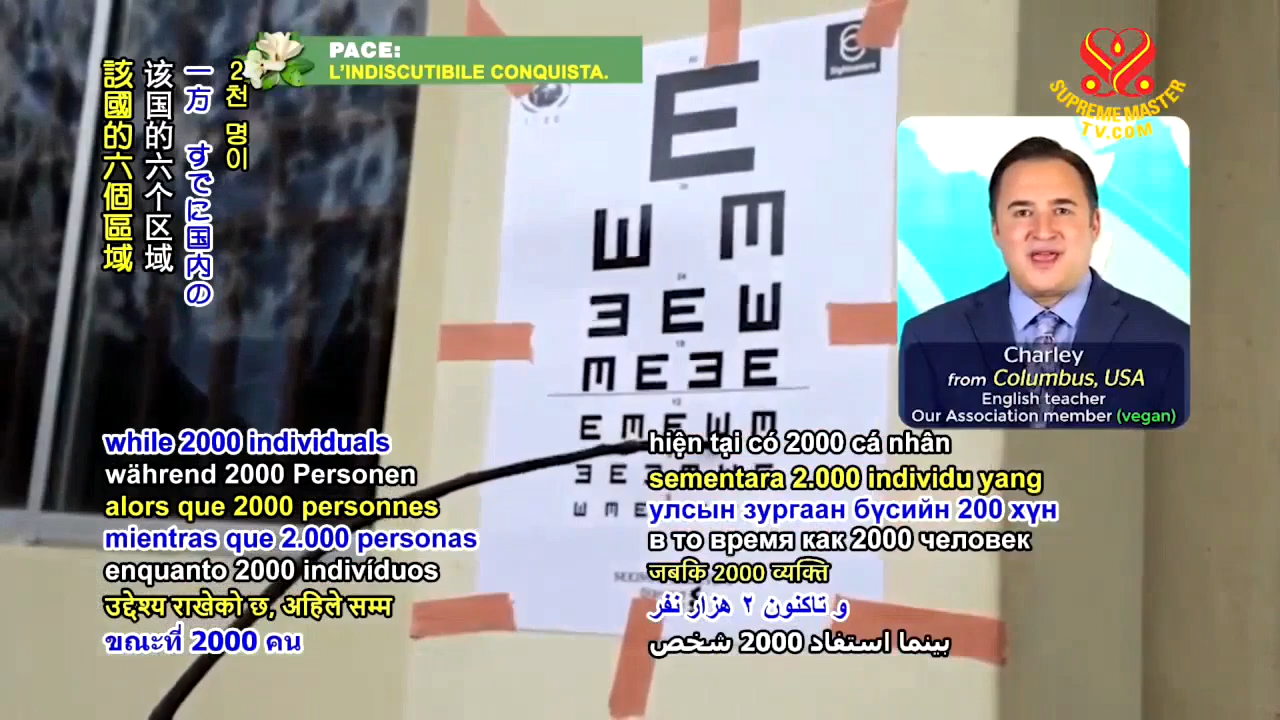 PACE:
L'INDISCUTIBILE CONQUISTA.
SUPREME MASTER
TV.COM
2천 명이
一方 すでに国内の
该国的六个区域
該國的六個區域
E
E
E
E
E
E
E M E
Charley
from Columbus, USA
English teacher
Our Association member (vegan)
while 2000 individuals
während 2000 Personen
alors que 2000 personnes
mientras que 2.000 personas
enquanto 2000 indivíduos
उद्देश्य राखेको छ, अहिले सम्म
ขณะที่ 2000 คน
hiện tại có 2000 cá nhân
sementara 2.000 individu yang
улсын зургаан бүсийн 200 хүн
в то время как 2000 человек
जबकि 2000 व्यक्ति
و تاکنون ۲ هزار نفر
بينما استفاد 2000 شخص